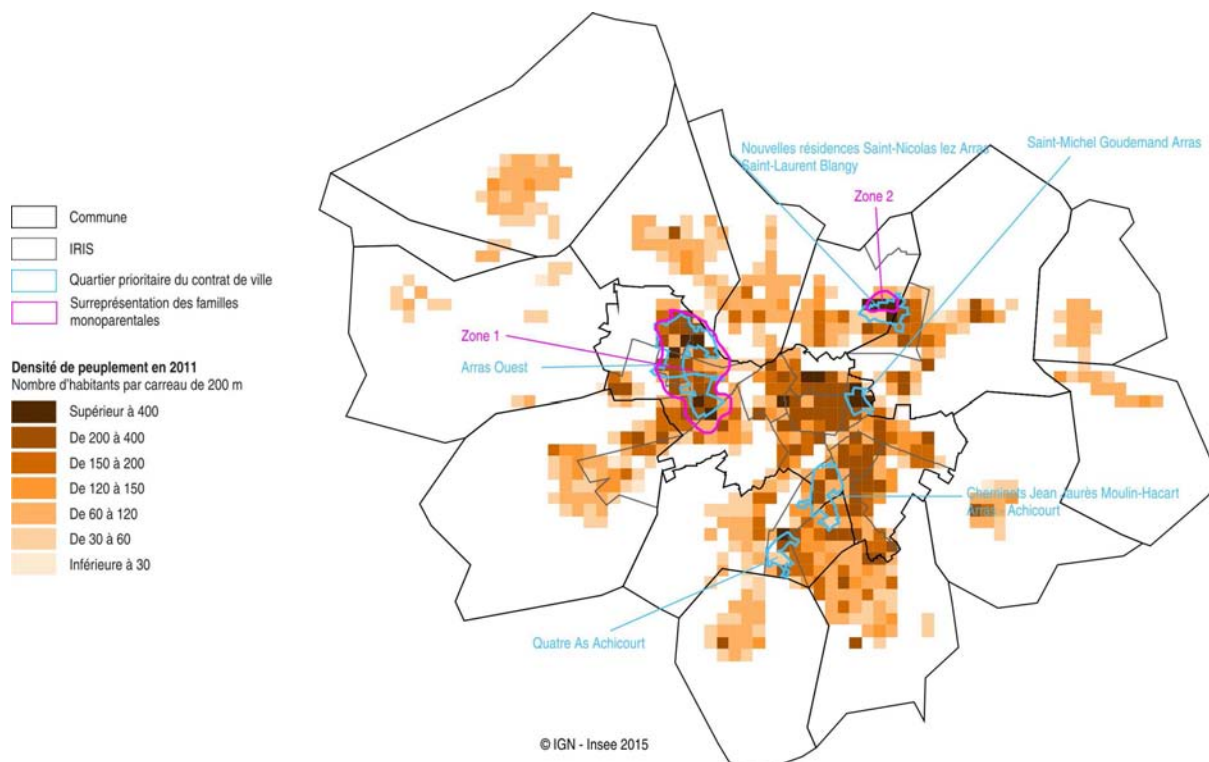 Nouvelles résidences Saint-Nicolas lez Arras
Saint-Laurent Blangy
Saint-Michel Goudemand Arras
Zone 2
Commune
IRIS
Quartier prioritaire du contrat de ville
Surreprésentation des familles
monoparentales
Zone 1
Arras Ouest
Densité de peuplement en 2011
Nombre d'habitants par carreau de 200 m
Supérieur à 400
De 200 à 400
De 150 à 200
De 120 à 150
De 60 à 120
De 30 à 60
Inférieure à 30
Cheminots Jean Jaurès Moulin-Hacart
Arras - Achicourt
Quatre As Achicourt
© IGN - Insee 2015